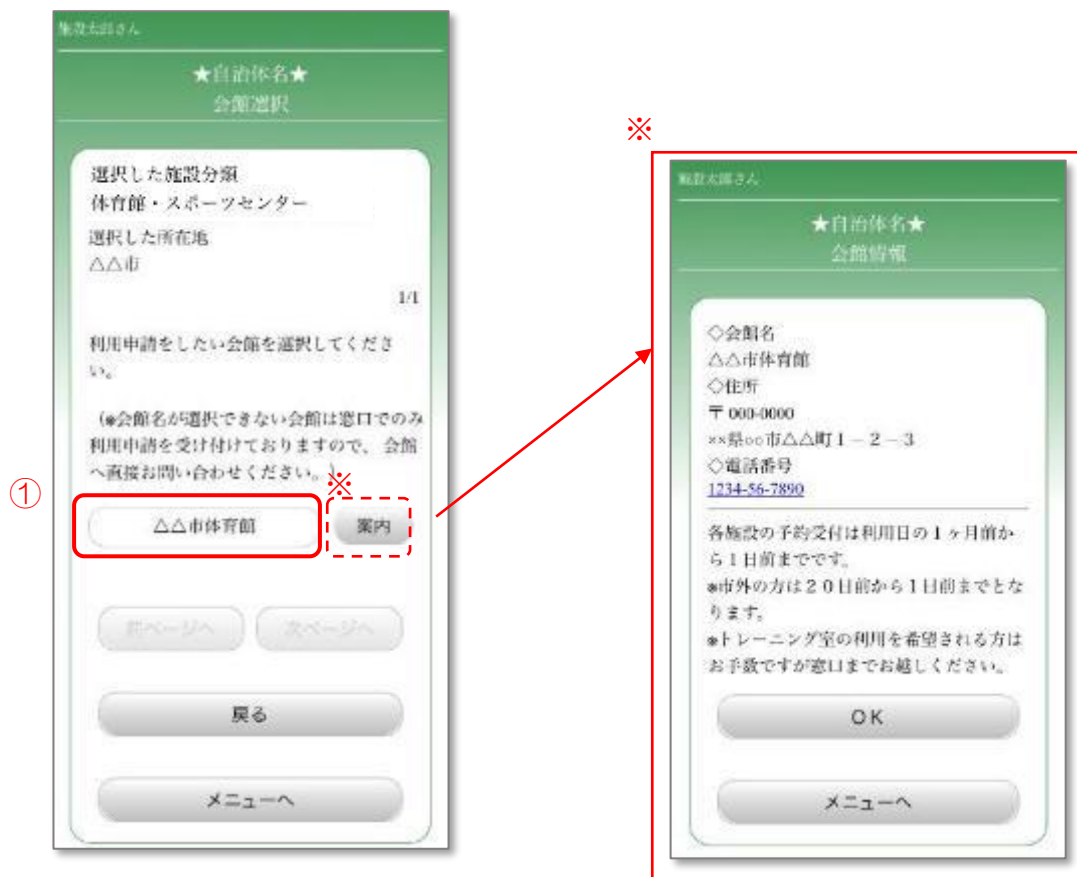 施設太郎さん
★自治体名★
会館選択
選択した施設分類
体育館・スポーツセンター
選択した所在地
△△市
1/1
利用申請をしたい会館を選択してくださ
い。
(※会館名が選択できない会館は窓口でのみ
利用申請を受け付けておりますので、会館
へ直接お問い合わせください。)
①
△△市体育館
※
案内
前ページへ
次ページへ
戻る
メニューへ
※
施設太郎さん
★自治体名★
会館情報
◇会館名
△△市体育館
◇住所
〒000-0000
××県○○市△△町1-2-3
◇電話番号
1234-56-7890
各施設の予約受付は利用日の1ヶ月前か
ら1日前までです。
※市外の方は20日前から1日前までとな
ります。
※トレーニング室の利用を希望される方は
お手数ですが窓口までお越しください。
OK
メニューへ